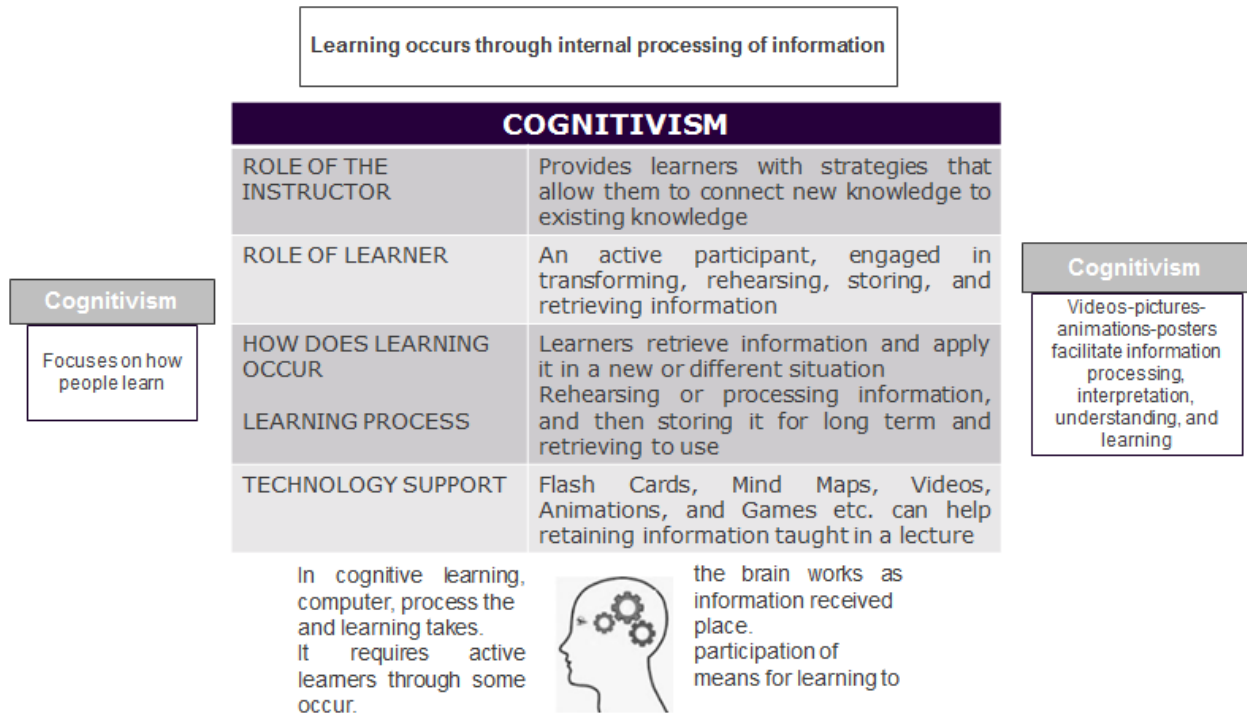 Learning occurs through internal processing of information
COGNITIVISM
ROLE OF THE
INSTRUCTOR
Provides learners with strategies that
allow them to connect new knowledge to
existing knowledge
ROLE OF LEARNER
An active participant, engaged in
transforming, rehearsing, storing, and
retrieving information
HOW DOES LEARNING
OCCUR
LEARNING PROCESS
Learners retrieve information and apply
it in a new or different situation
Rehearsing or processing information,
and then storing it for long term and
retrieving to use
TECHNOLOGY SUPPORT
Flash Cards, Mind Maps, Videos,
Animations, and Games etc. can help
retaining information taught in a lecture
Cognitivism
Focuses on how
people learn
Cognitivism
Videos-pictures-
animations-posters
facilitate information
processing,
interpretation,
understanding, and
learning
In cognitive learning, the brain works as
computer, process the information received
and learning takes. place.
It requires active participation of
learners through some means for learning to
occur.